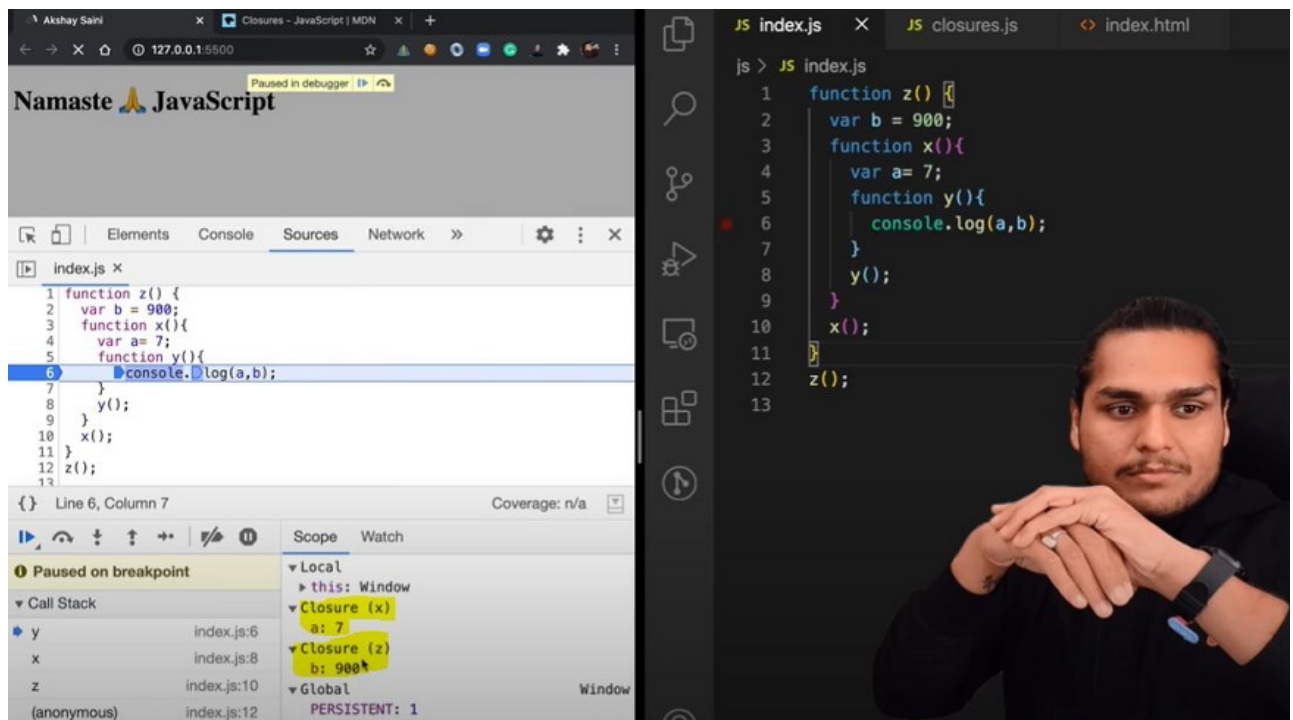 Akshay Saini
Closures - JavaScript | MDN
127.0.0.1:5500
Paused in debugger
Namaste 🙏 JavaScript
Elements Console Sources Network »
index.js ×
1 function z() {
2 var b = 900;
3 function x(){
4 var a= 7;
5 function y(){
6 console.log(a,b);
7 }
8 y();
9 }
10 x();
11 }
12 z();
13
{} Line 6, Column 7 Coverage: n/a
Paused on breakpoint
Call Stack
y index.js:6
x index.js:8
z index.js:10
(anonymous) index.js:12
Scope Watch
Local
this: Window
Closure (x)
a: 7
Closure (z)
b: 900
Global Window
PERSISTENT: 1
JS index.js × JS closures.js <> index.html
js > JS index.js
1 function z() {
2 var b = 900;
3 function x(){
4 var a= 7;
5 function y(){
6 console.log(a,b);
7 }
8 y();
9 }
10 x();
11 }
12 z();
13